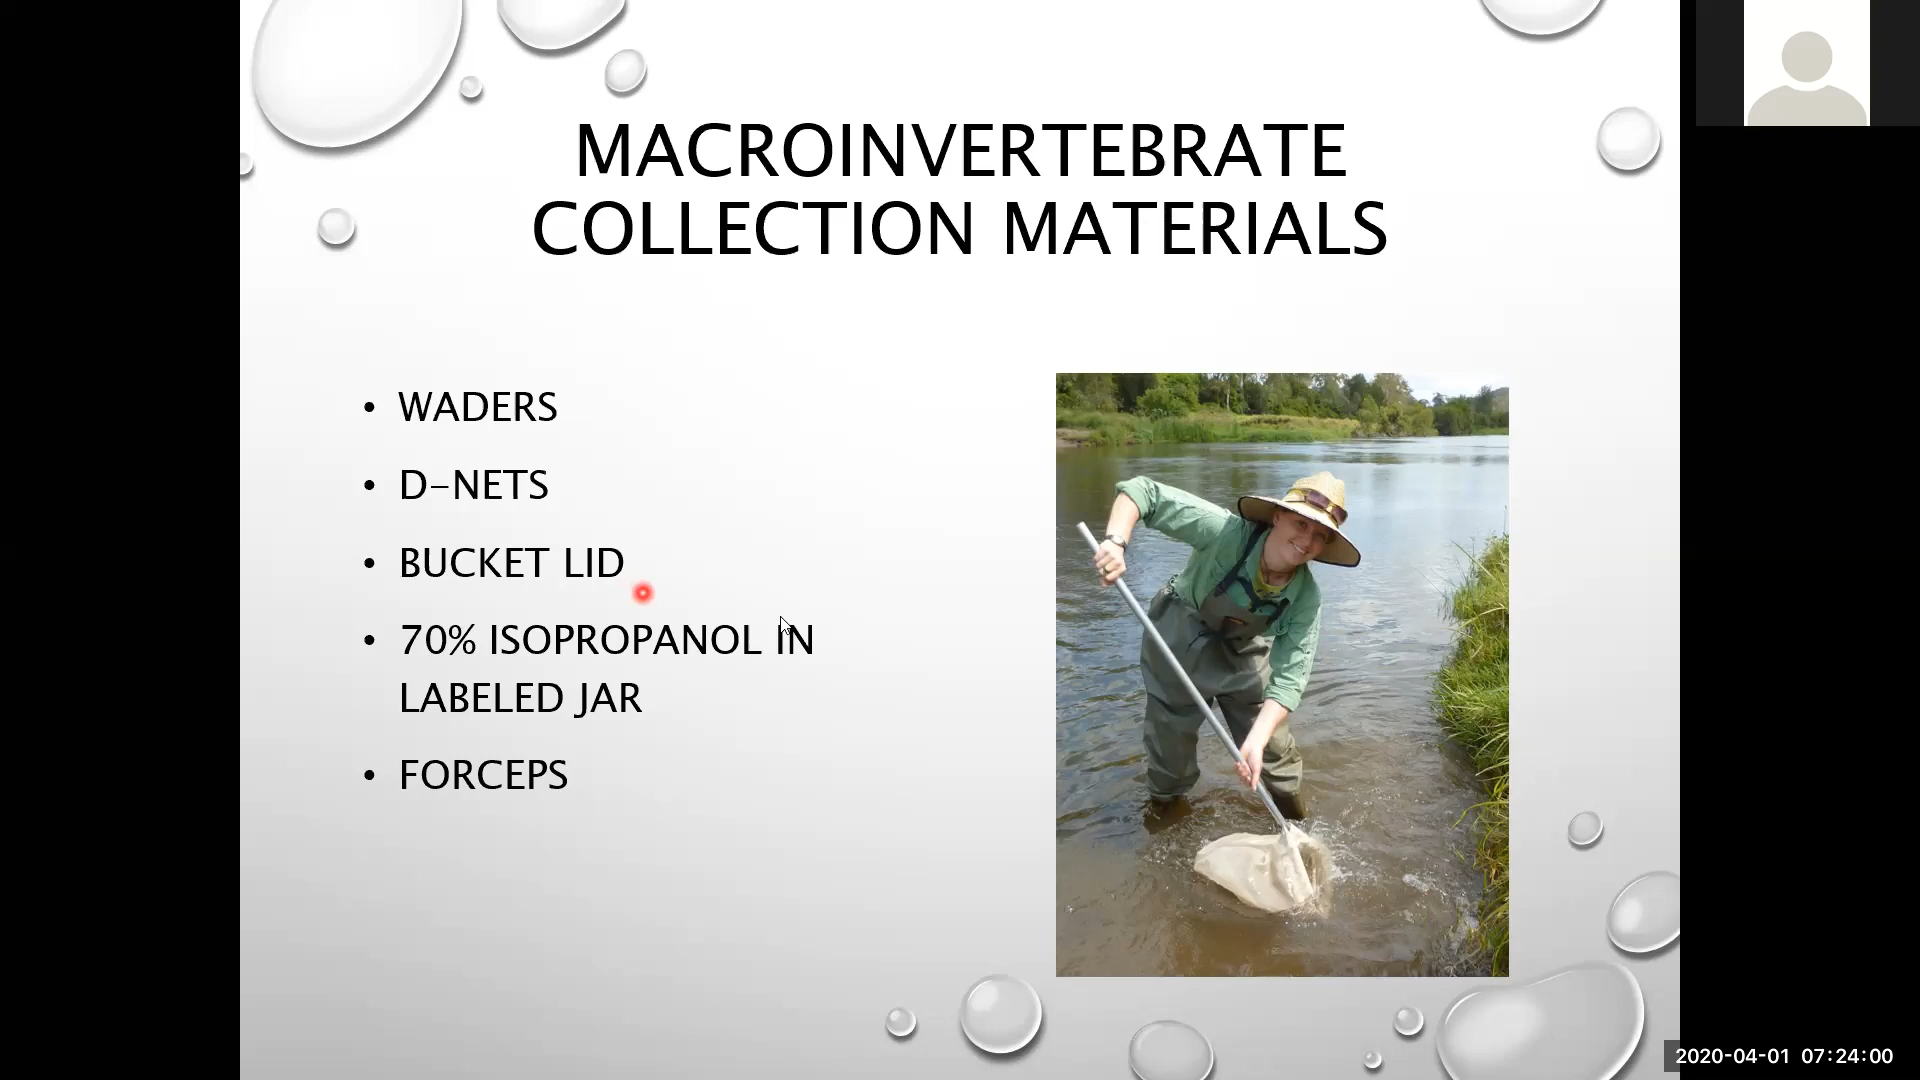 MACROINVERTEBRATE
COLLECTION MATERIALS
• WADERS
• D-NETS
• BUCKET LID
• 70% ISOPROPANOL IN
LABELED JAR
• FORCEPS
2020-04-01 07:24:00